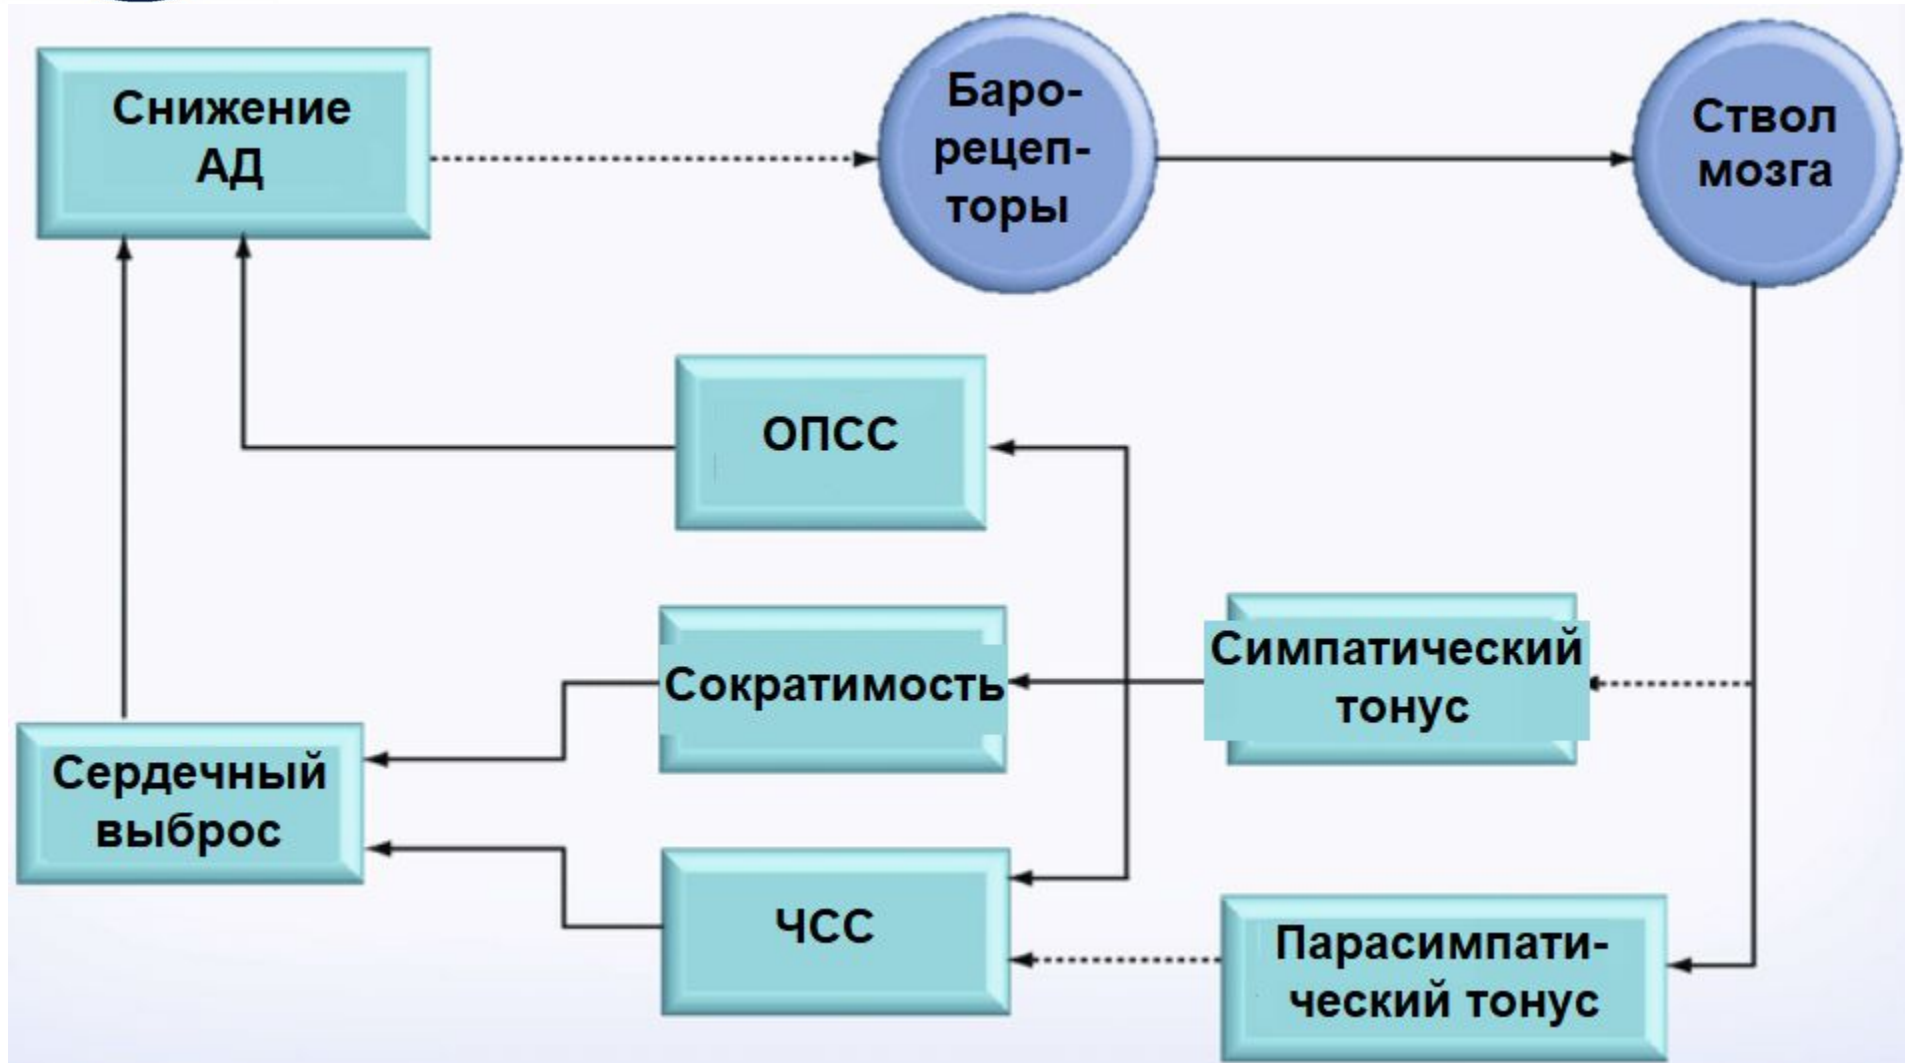 Снижение
АД
Баро-
рецеп-
торы
Ствол
мозга
ОПСС
Сократимость
Симпатический
тонус
Сердечный
выброс
ЧСС
Парасимпати-
ческий тонус